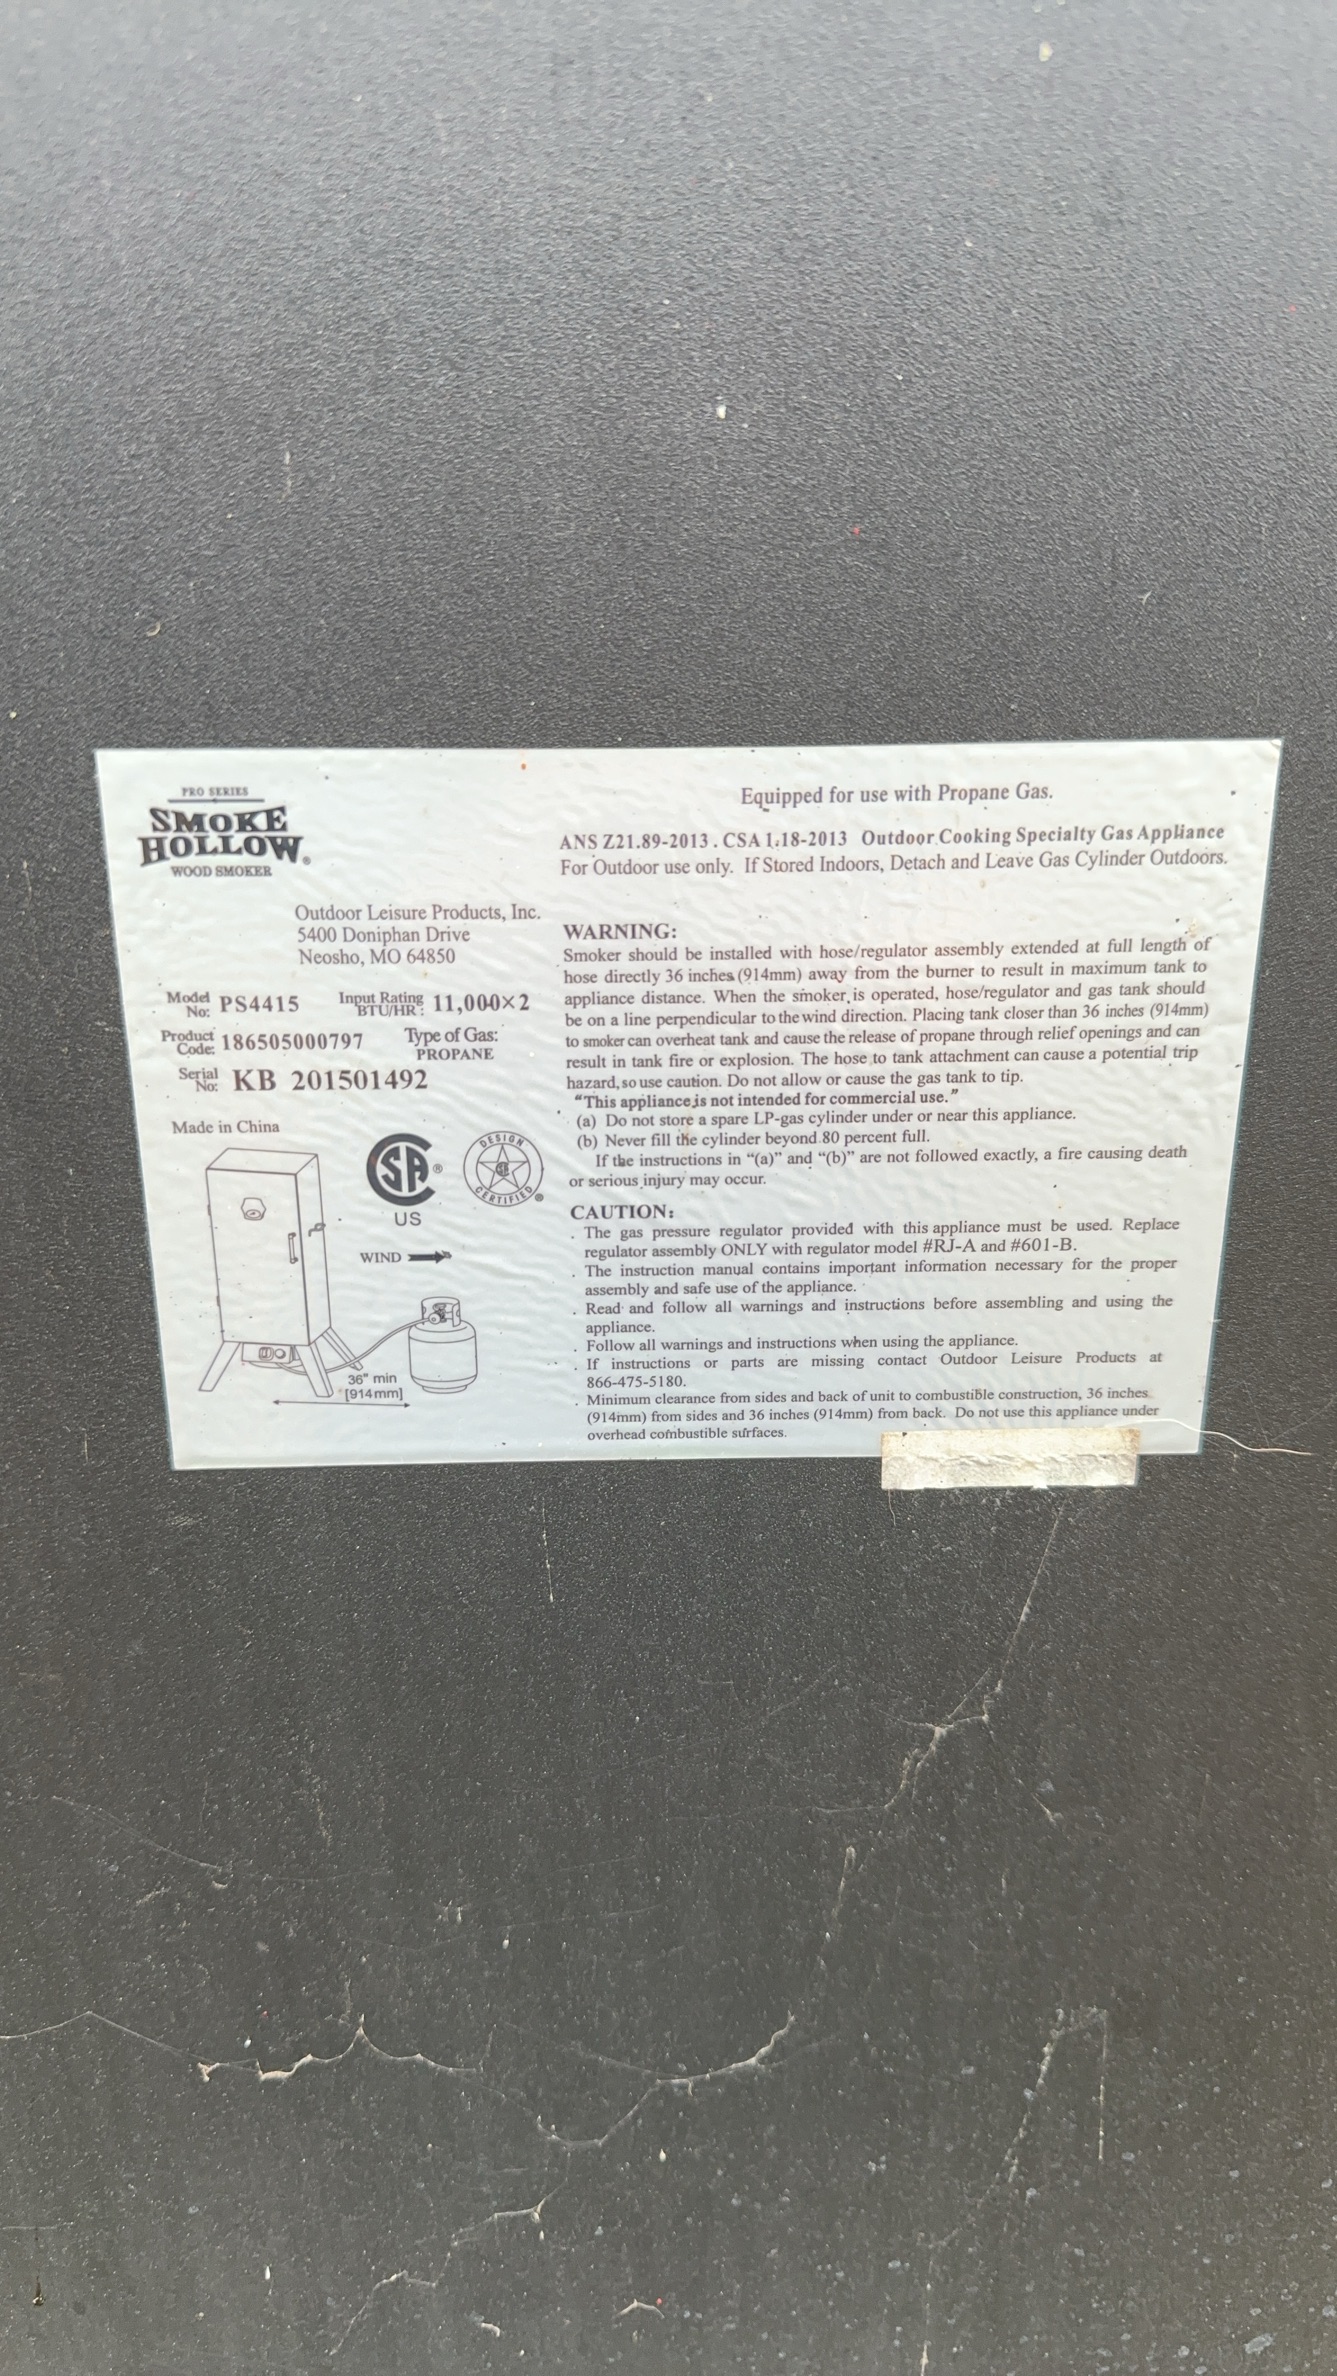 PRO SERIES
SMOKE
HOLLOW®
WOOD SMOKER
Outdoor Leisure Products, Inc.
5400 Doniphan Drive
Neosho, MO 64850
Model No: PS4415 Input Rating BTU/HR: 11,000×2
Product Code: 186505000797 Type of Gas: PROPANE
Serial No: KB 201501492
Made in China
SA® US
DESIGN CERTIFIED®
WIND
36" min
[914mm]
Equipped for use with Propane Gas.
ANS Z21.89-2013 . CSA 1.18-2013 Outdoor Cooking Specialty Gas Appliance
For Outdoor use only. If Stored Indoors, Detach and Leave Gas Cylinder Outdoors.
WARNING:
Smoker should be installed with hose/regulator assembly extended at full length of
hose directly 36 inches (914mm) away from the burner to result in maximum tank to
appliance distance. When the smoker is operated, hose/regulator and gas tank should
be on a line perpendicular to the wind direction. Placing tank closer than 36 inches (914mm)
to smoker can overheat tank and cause the release of propane through relief openings and can
result in tank fire or explosion. The hose to tank attachment can cause a potential trip
hazard, so use caution. Do not allow or cause the gas tank to tip.
“This appliance is not intended for commercial use.”
(a) Do not store a spare LP-gas cylinder under or near this appliance.
(b) Never fill the cylinder beyond 80 percent full.
If the instructions in “(a)” and “(b)” are not followed exactly, a fire causing death
or serious injury may occur.
CAUTION:
. The gas pressure regulator provided with this appliance must be used. Replace
regulator assembly ONLY with regulator model #RJ-A and #601-B.
. The instruction manual contains important information necessary for the proper
assembly and safe use of the appliance.
. Read and follow all warnings and instructions before assembling and using the
appliance.
. Follow all warnings and instructions when using the appliance.
. If instructions or parts are missing contact Outdoor Leisure Products at
866-475-5180.
. Minimum clearance from sides and back of unit to combustible construction, 36 inches
(914mm) from sides and 36 inches (914mm) from back. Do not use this appliance under
overhead combustible surfaces.